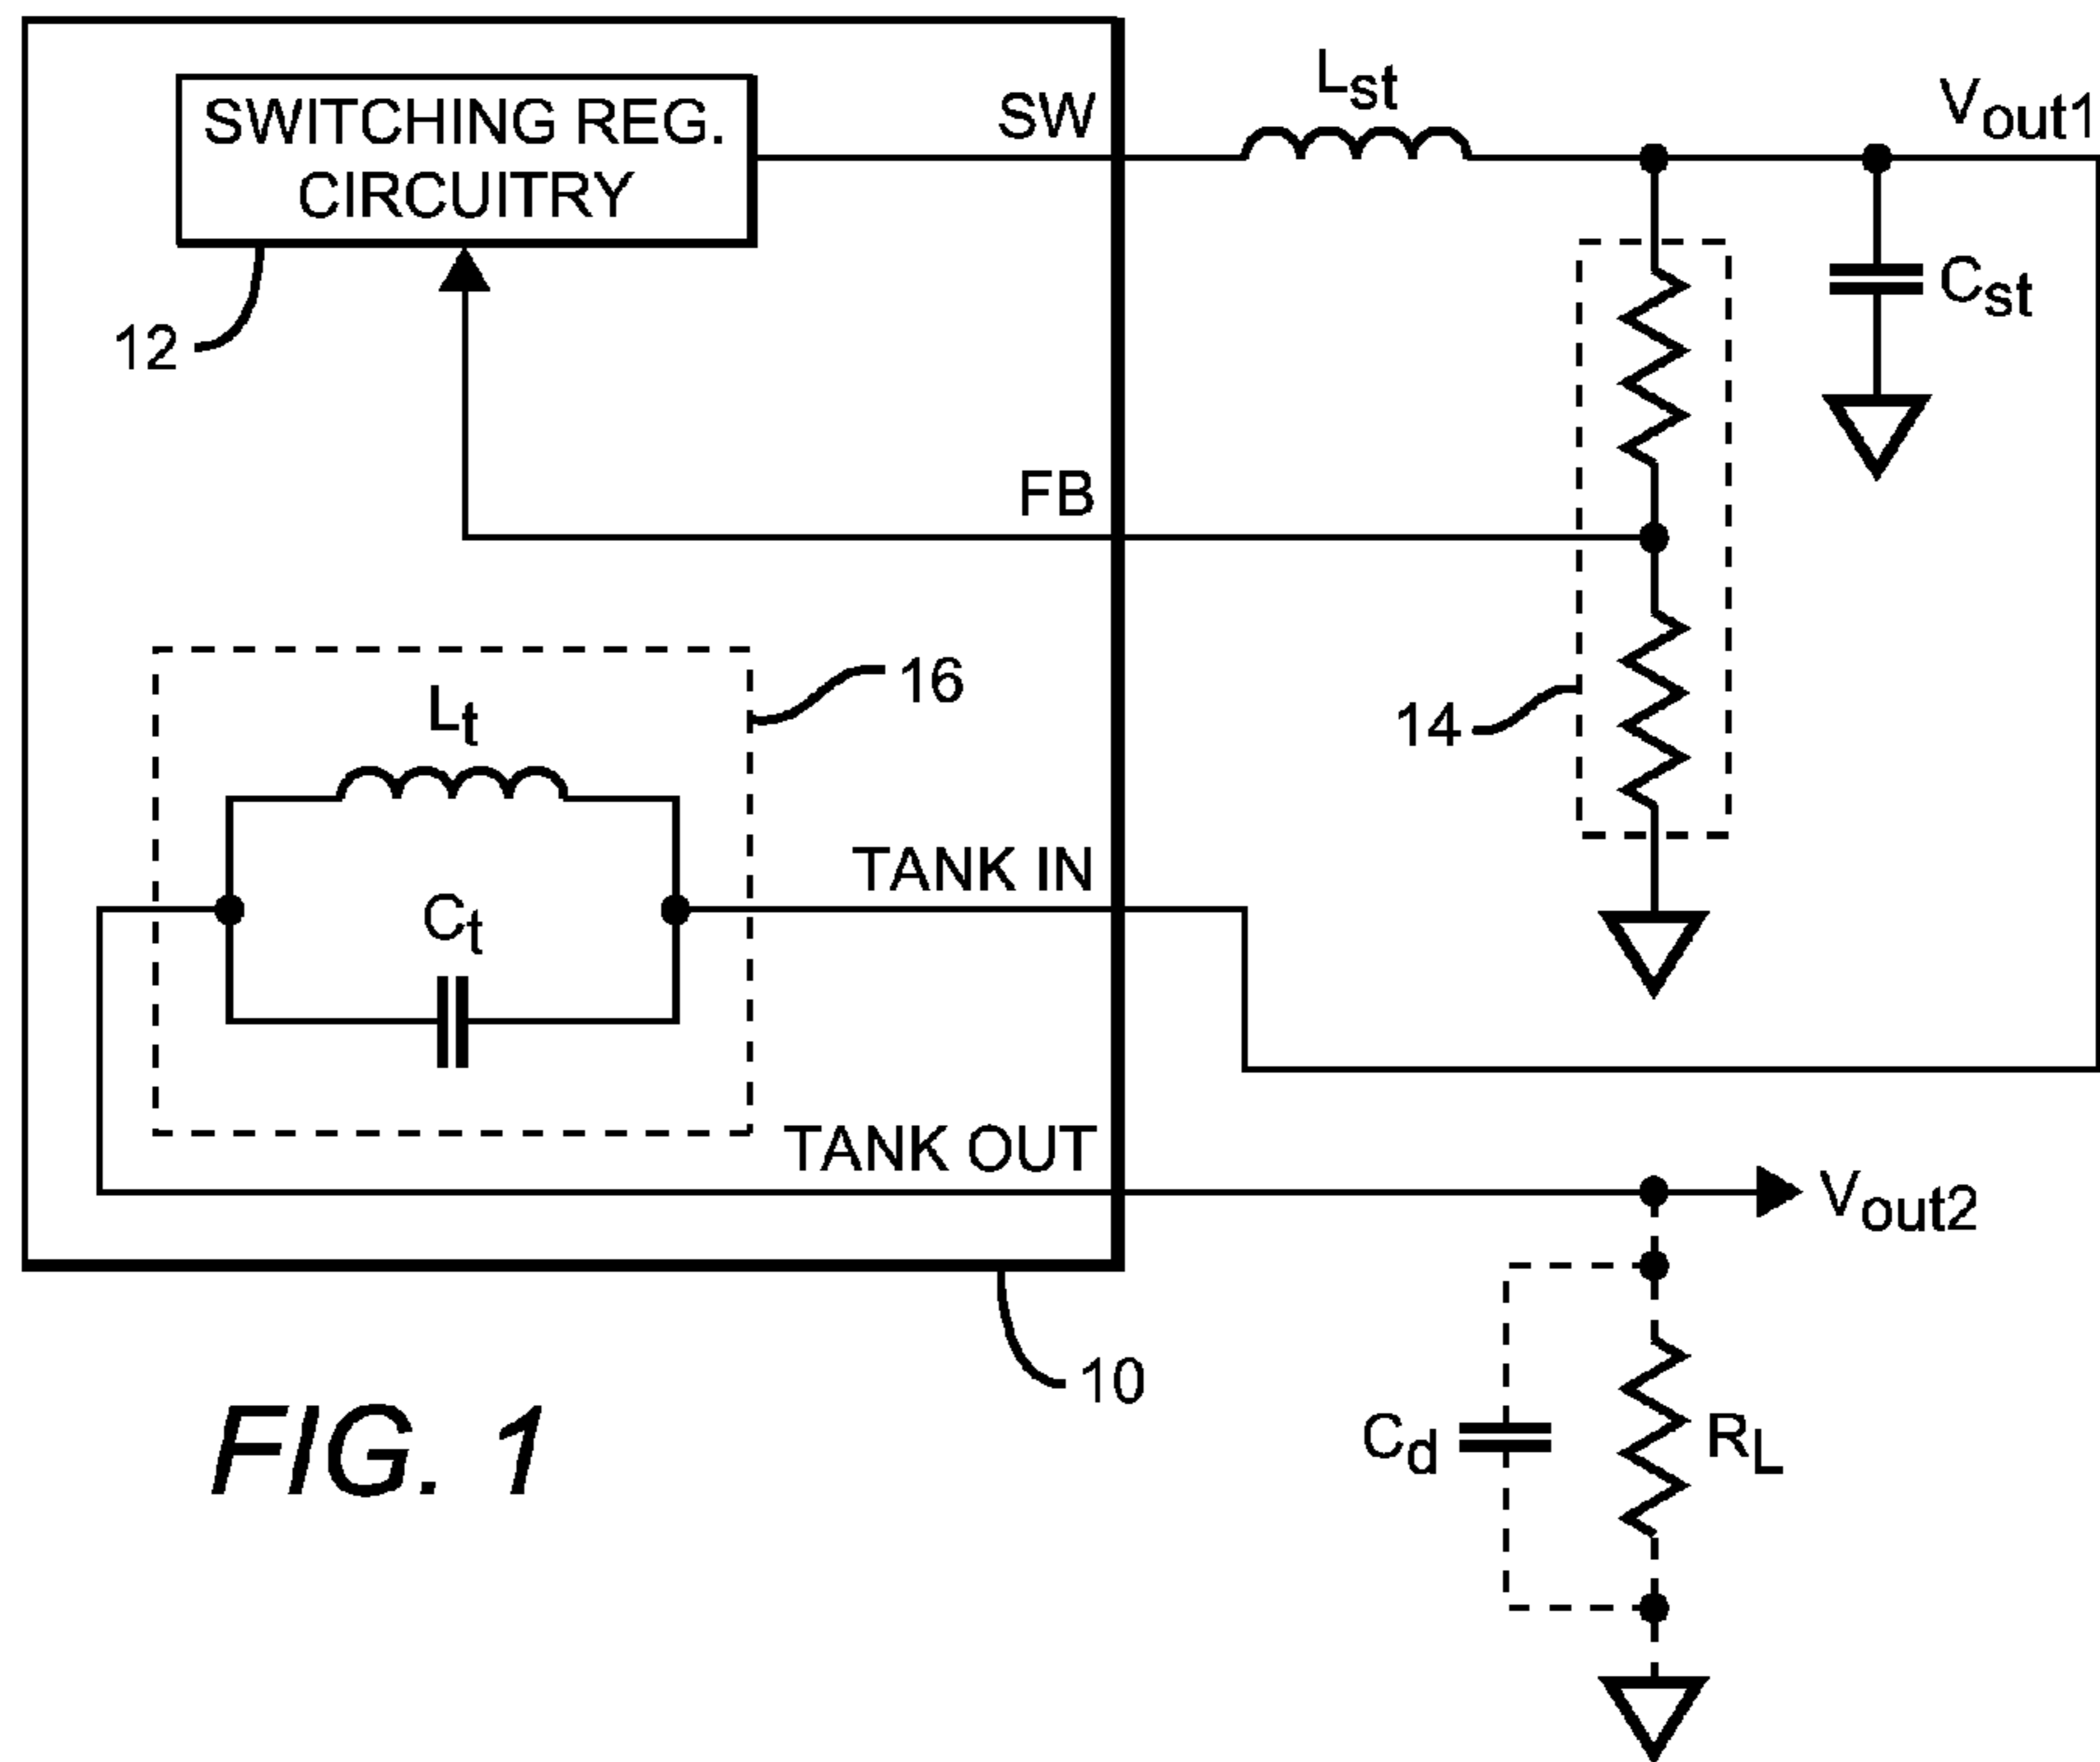 SWITCHING REG.
CIRCUITRY
SW
Lst
Vout1
Cst
12
FB
16
Lt
14
TANK IN
Ct
TANK OUT
Vout2
10
FIG. 1
Cd
RL